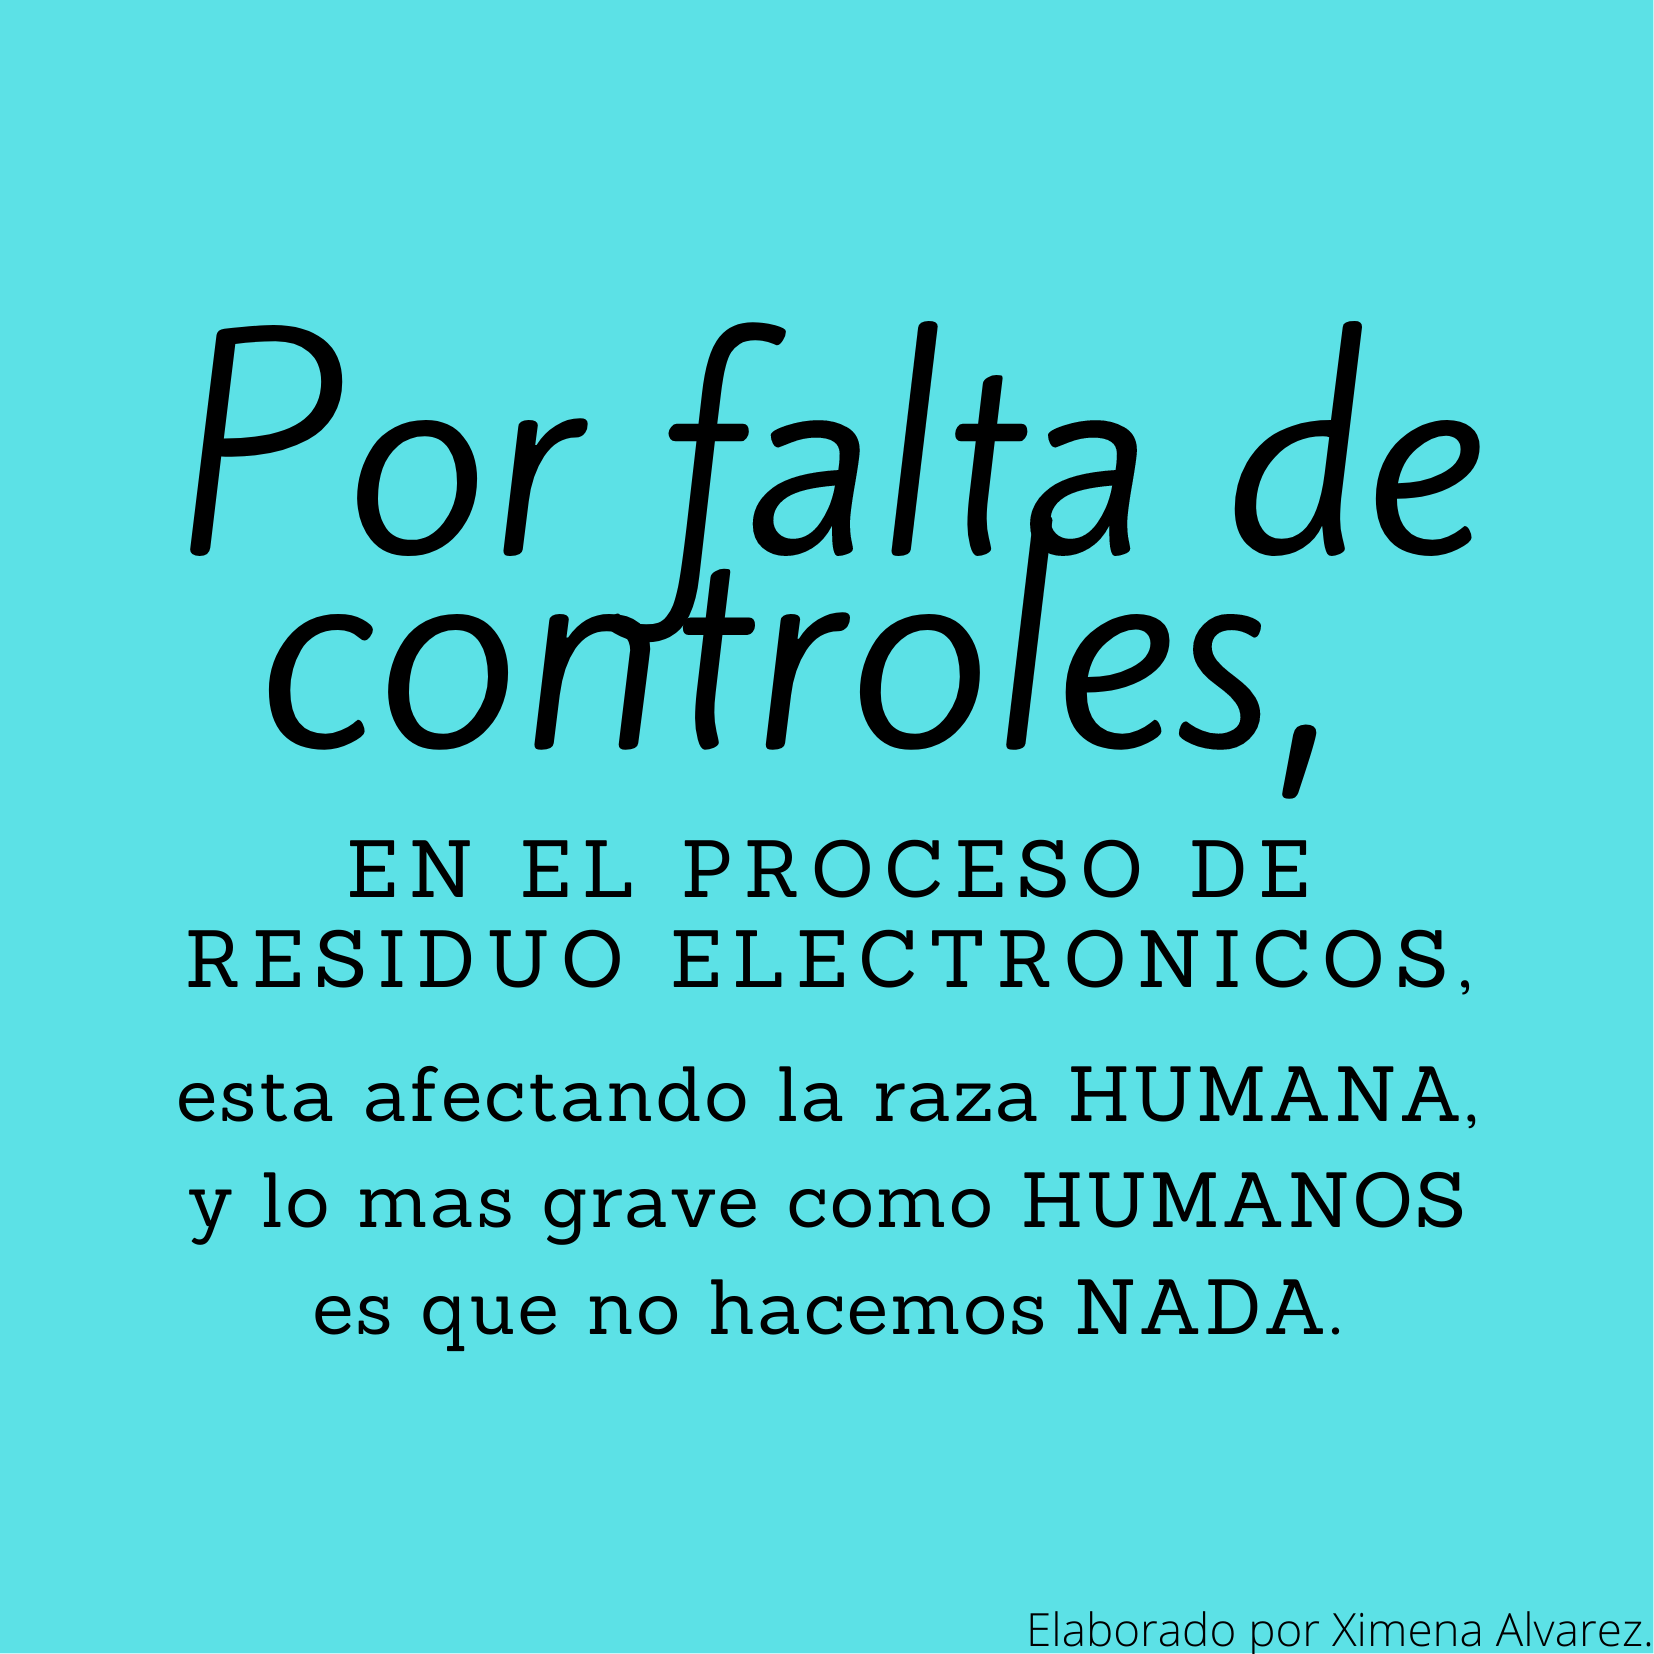 Por falta de
controles,
EN EL PROCESO DE
RESIDUO ELECTRONICOS,
esta afectando la raza HUMANA,
y lo mas grave como HUMANOS
es que no hacemos NADA.
Elaborado por Ximena Alvarez.